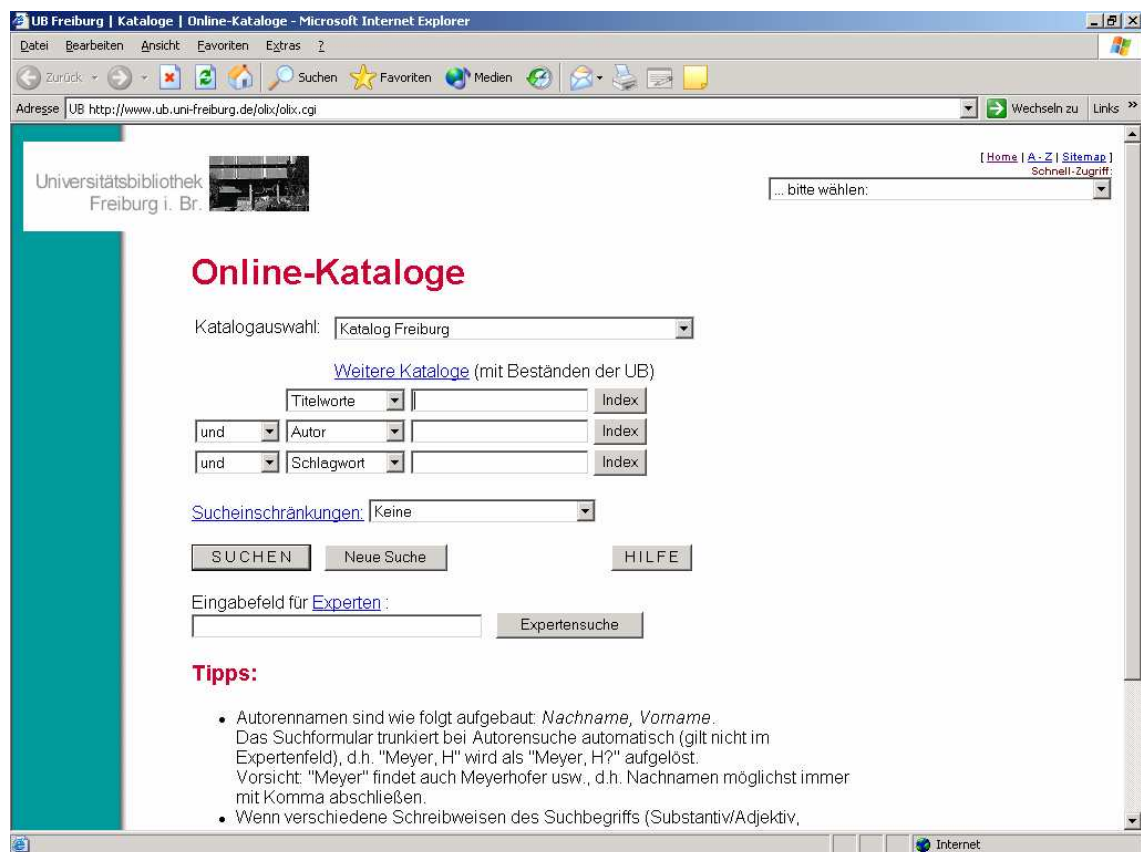 UB Freiburg | Kataloge | Online-Kataloge - Microsoft Internet Explorer
Datei Bearbeiten Ansicht Favoriten Extras ?
Zurück Suchen Favoriten Medien
Adresse UB http://www.ub.uni-freiburg.de/olix/olix.cgi Wechseln zu Links »
[ Home | A - Z | Sitemap ]
Schnell-Zugriff:
... bitte wählen:
Universitätsbibliothek
Freiburg i. Br.
Online-Kataloge
Katalogauswahl: Katalog Freiburg
Weitere Kataloge (mit Beständen der UB)
Titelworte Index
und Autor Index
und Schlagwort Index
Sucheinschränkungen: Keine
SUCHEN Neue Suche HILFE
Eingabefeld für Experten :
Expertensuche
Tipps:
• Autorennamen sind wie folgt aufgebaut: Nachname, Vorname.
Das Suchformular trunkiert bei Autorensuche automatisch (gilt nicht im
Expertenfeld), d.h. "Meyer, H" wird als "Meyer, H?" aufgelöst.
Vorsicht: "Meyer" findet auch Meyerhofer usw., d.h. Nachnamen möglichst immer
mit Komma abschließen.
• Wenn verschiedene Schreibweisen des Suchbegriffs (Substantiv/Adjektiv,
Internet